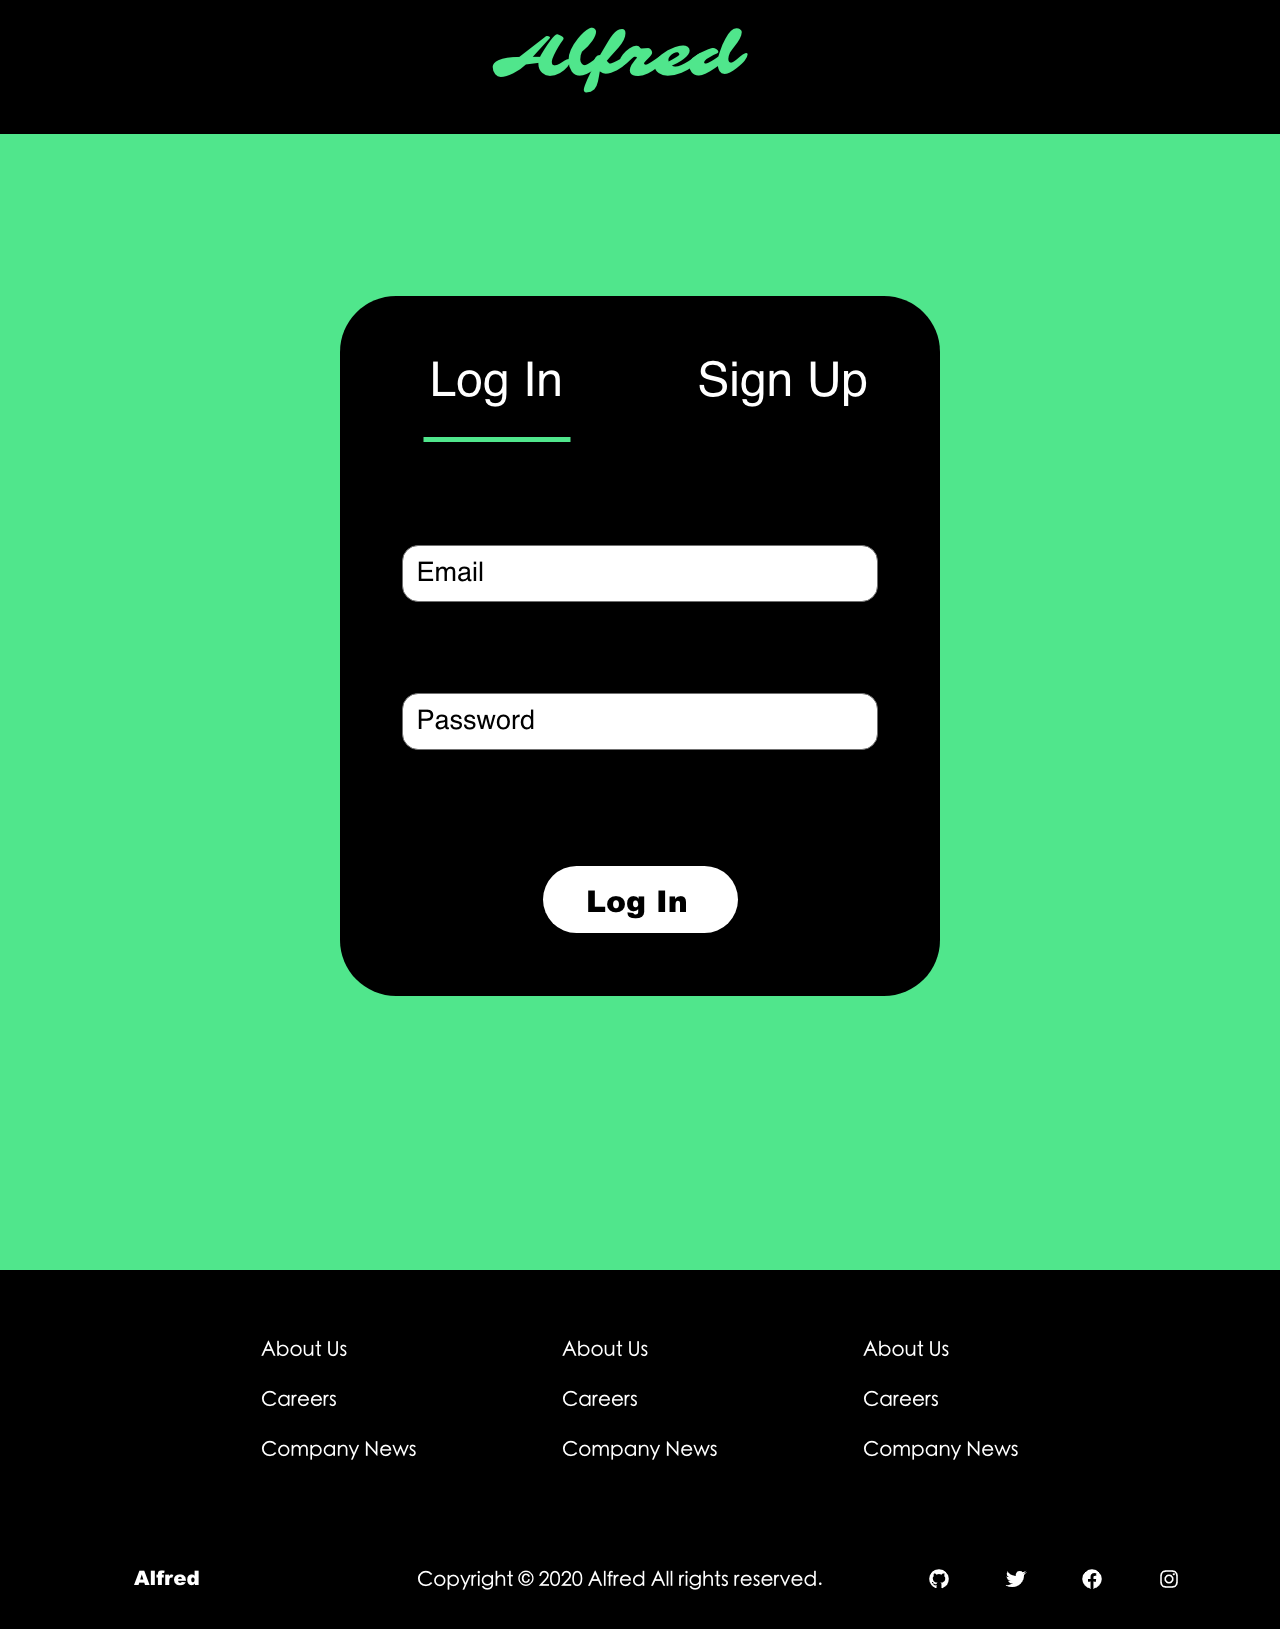 Alfred
Log In Sign Up
Email
Password
Log In
About Us About Us About Us
Careers Careers Careers
Company News Company News Company News
Alfred Copyright © 2020 Alfred All rights reserved.